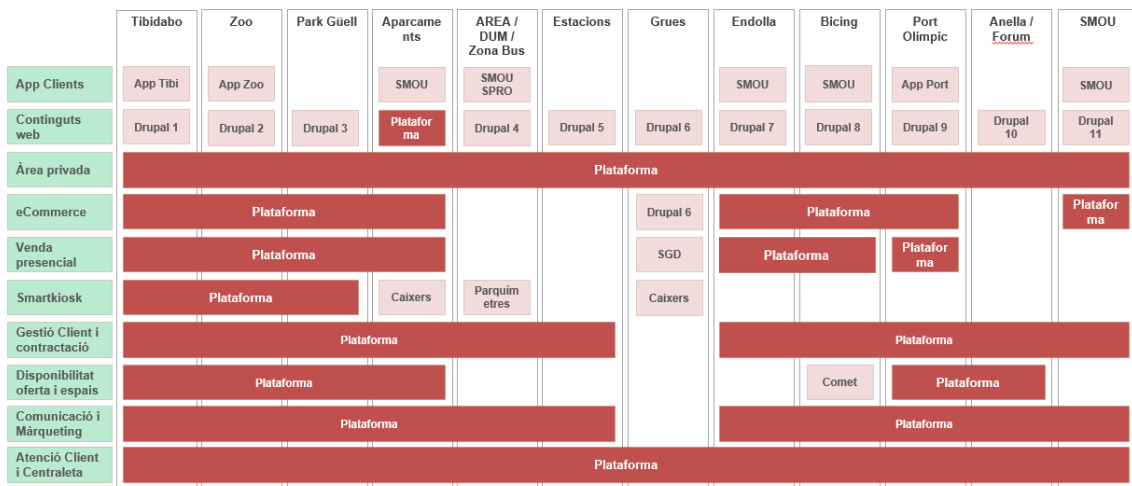 Tibidabo
Zoo
Park Güell
Aparcame
nts
AREA /
DUM /
Zona Bus
Estacions
Grues
Endolla
Bicing
Port
Olímpic
Anella /
Forum
SMOU
App Clients
App Tibi
App Zoo
SMOU
SMOU
SPRO
SMOU
SMOU
App Port
SMOU
Continguts
web
Drupal 1
Drupal 2
Drupal 3
Platafor
ma
Drupal 4
Drupal 5
Drupal 6
Drupal 7
Drupal 8
Drupal 9
Drupal
10
Drupal
11
Àrea privada
Plataforma
eCommerce
Plataforma
Drupal 6
Plataforma
Platafor
ma
Venda
presencial
Plataforma
SGD
Plataforma
Platafor
ma
Smartkiosk
Plataforma
Caixers
Parquím
etres
Caixers
Gestió Client i
contractació
Plataforma
Plataforma
Disponibilitat
oferta i espais
Plataforma
Comet
Plataforma
Comunicació i
Màrqueting
Plataforma
Plataforma
Atenció Client
i Centraleta
Plataforma